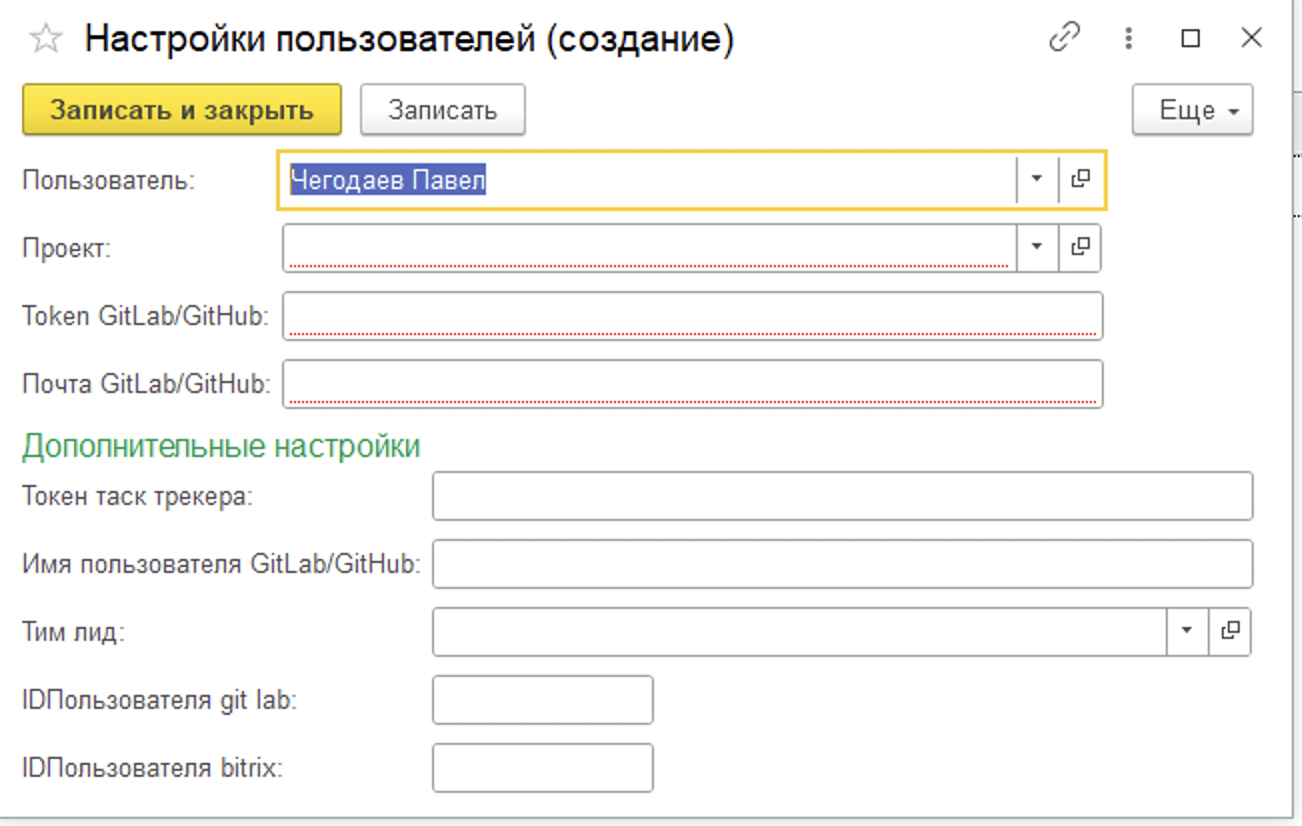 Настройки пользователей (создание)
Записать и закрыть Записать Еще
Пользователь: Чегодаев Павел
Проект:
Token GitLab/GitHub:
Почта GitLab/GitHub:
Дополнительные настройки
Токен таск трекера:
Имя пользователя GitLab/GitHub:
Тим лид:
IDПользователя git lab:
IDПользователя bitrix: